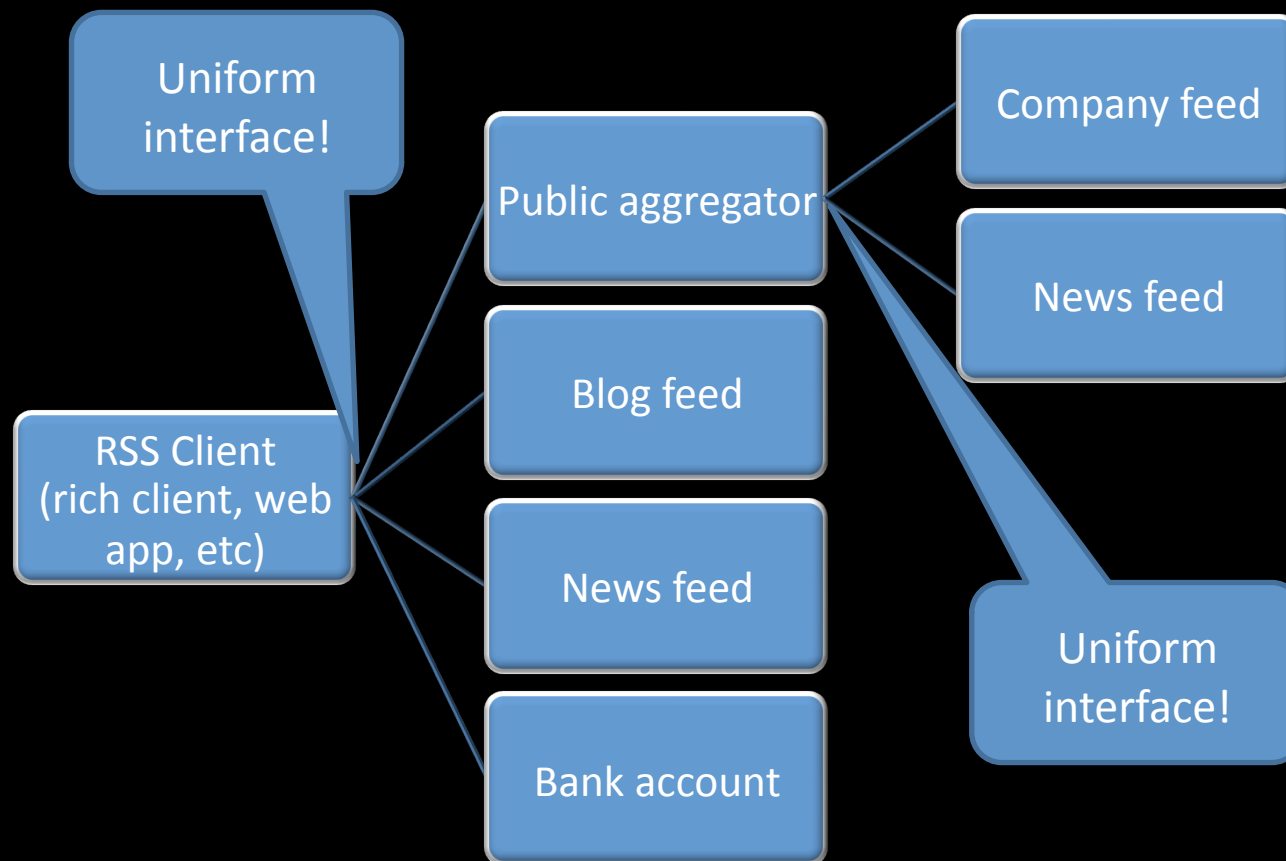 Uniform
interface!
Company feed
Public aggregator
News feed
Blog feed
RSS Client
(rich client, web
app, etc)
News feed
Uniform
interface!
Bank account